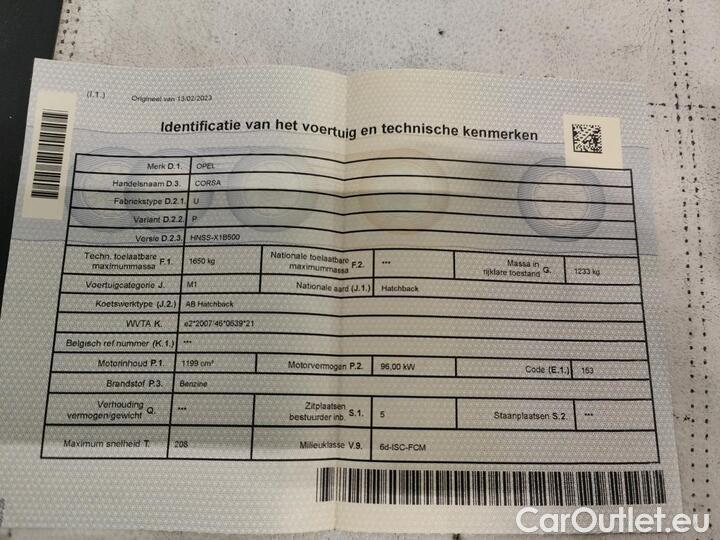 (I.1.)
Origineel van 13/02/2023
Identificatie van het voertuig en technische kenmerken
Merk D.1. OPEL
Handelsnaam D.3. CORSA
Fabriekstype D.2.1. U
Variant D.2.2. P
Versie D.2.3. HNSS-X1B500
Techn. toelaatbare maximummassa F.1. 1650 kg Nationale toelaatbare maximummassa F.2. *** Massa in rijklare toestand G. 1233 kg
Voertuigcategorie J. M1 Nationale aard (J.1.) Hatchback
Koetswerktype (J.2.) AB Hatchback
WVTA K. e2*2007/46*0639*21
Belgisch ref.nummer (K.1.) ***
Motorinhoud P.1. 1199 cm³ Motorvermogen P.2. 96,00 kW Code (E.1.) 153
Brandstof P.3. Benzine
Verhouding vermogen/gewicht Q. *** Zitplaatsen bestuurder inb. S.1. 5 Staanplaatsen S.2. ***
Maximum snelheid T. 208 Milieuklasse V.9. 6d-ISC-FCM
CarOutlet.eu